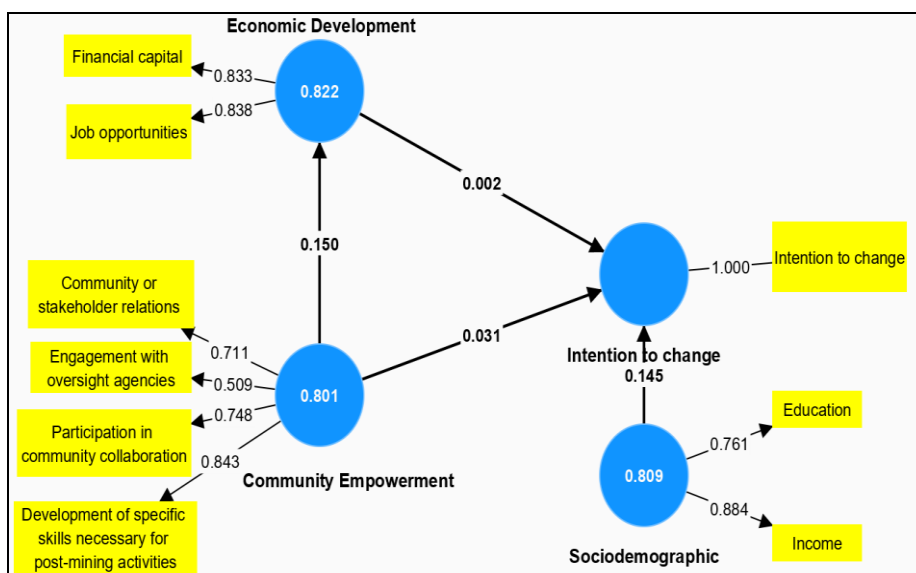 Economic Development
Financial capital
0.833
0.822
0.838
Job opportunities
0.002
0.150
Intention to change
1.000
Community or
stakeholder relations
0.031
Intention to change
0.711
Engagement with
oversight agencies
0.509
0.145
0.801
0.748
Education
0.761
Participation in
community collaboration
0.843
Community Empowerment
0.809
0.884
Development of specific
skills necessary for
post-mining activities
Income
Sociodemographic